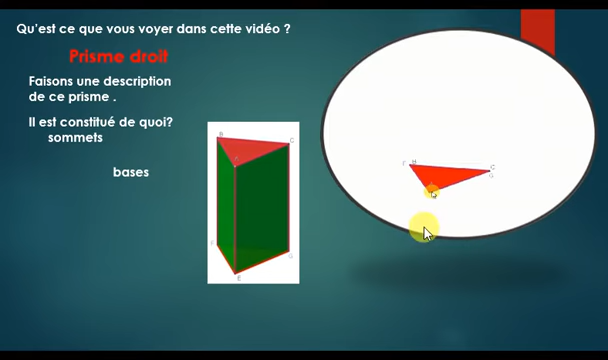 Qu'est ce que vous voyer dans cette vidéo ?
Prisme droit
Faisons une description
de ce prisme .
Il est constitué de quoi?
sommets
bases
B
C
F
E
G
H
C
G